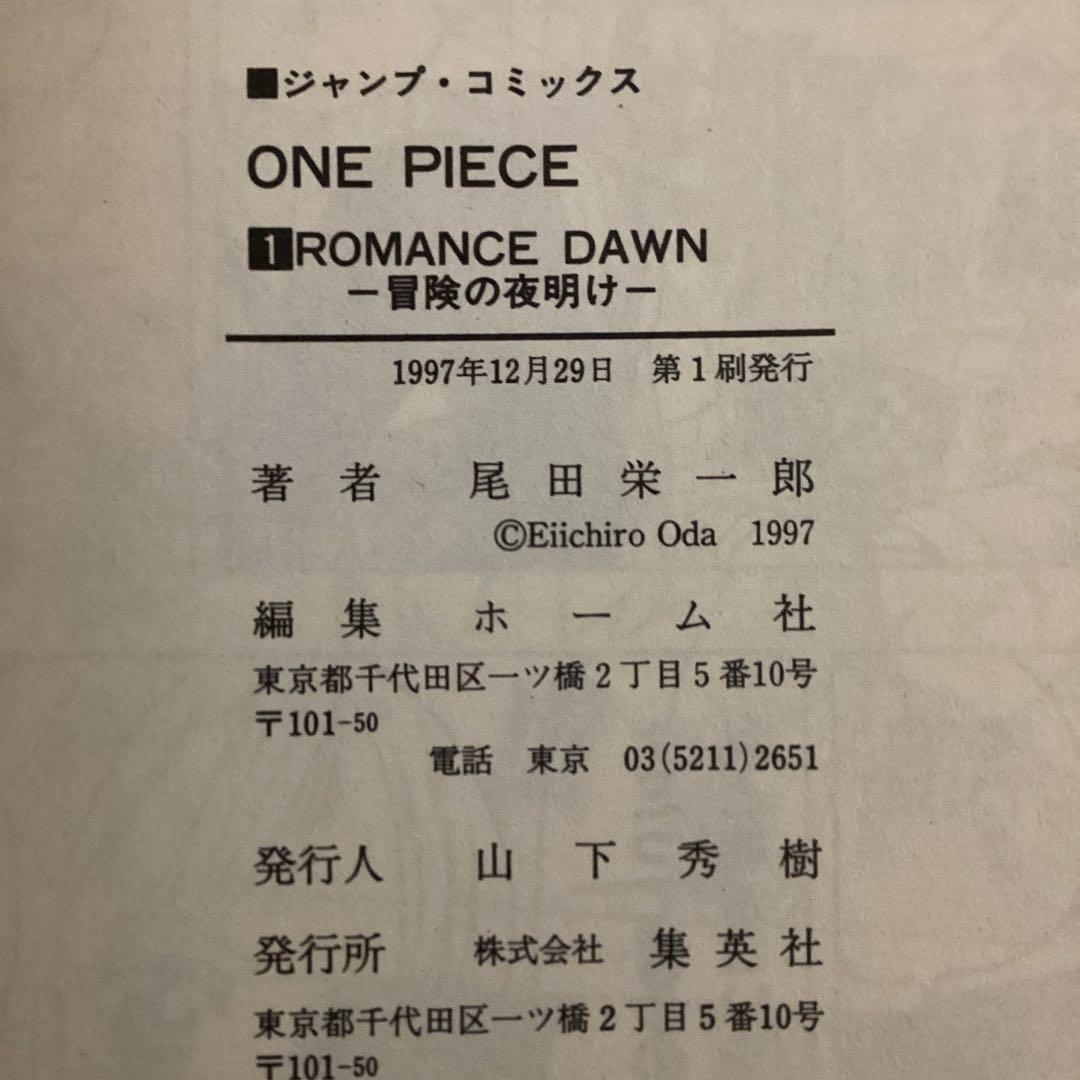 ■ジャンプ・コミックス
ONE PIECE
1 ROMANCE DAWN
－冒険の夜明け－
1997年12月29日　第1刷発行
著者　尾田栄一郎
©Eiichiro Oda　1997
編集　ホーム社
東京都千代田区一ツ橋2丁目5番10号
〒101-50
電話　東京　03(5211)2651
発行人　山下秀樹
発行所　株式会社　集英社
東京都千代田区一ツ橋2丁目5番10号
〒101-50